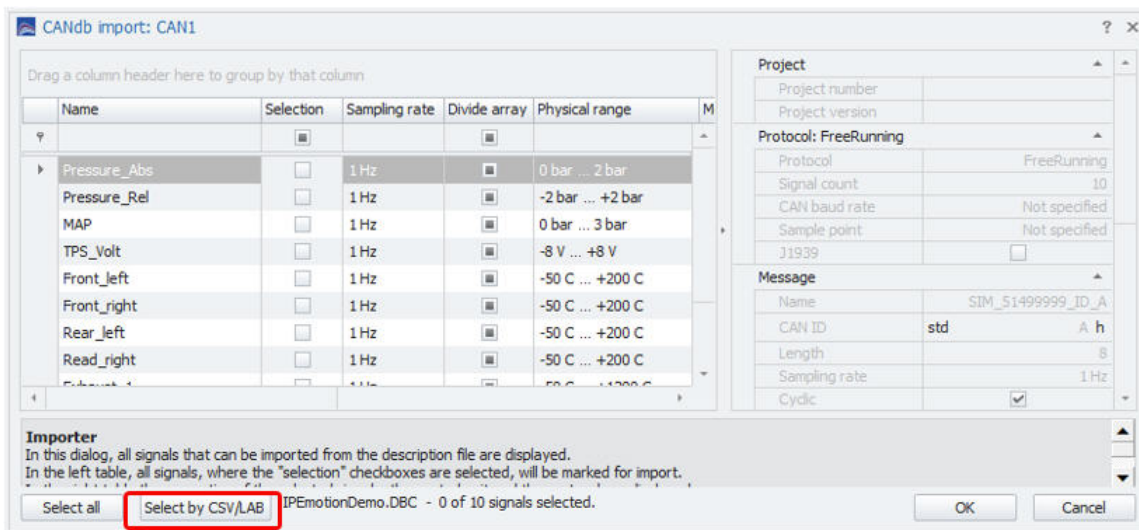 CANdb import: CAN1 ? ×
Drag a column header here to group by that column
Name Selection Sampling rate Divide array Physical range M
Pressure_Abs 1 Hz 0 bar ... 2 bar
Pressure_Rel 1 Hz -2 bar ... +2 bar
MAP 1 Hz 0 bar ... 3 bar
TPS_Volt 1 Hz -8 V ... +8 V
Front_left 1 Hz -50 C ... +200 C
Front_right 1 Hz -50 C ... +200 C
Rear_left 1 Hz -50 C ... +200 C
Read_right 1 Hz -50 C ... +200 C
Project
Project number
Project version
Protocol: FreeRunning
Protocol FreeRunning
Signal count 10
CAN baud rate Not specified
Sample point Not specified
J1939
Message
Name SIM_51499999_ID_A
CAN ID std A h
Length 8
Sampling rate 1 Hz
Cyclic
Importer
In this dialog, all signals that can be imported from the description file are displayed.
In the left table, all signals, where the "selection" checkboxes are selected, will be marked for import.
Select all Select by CSV/LAB IPEmotionDemo.DBC - 0 of 10 signals selected. OK Cancel